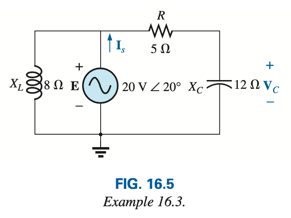 R
I_s
5 Ω
+
+
X_L 8 Ω E 20 V ∠ 20° X_C 12 Ω V_C
−
−
FIG. 16.5
Example 16.3.